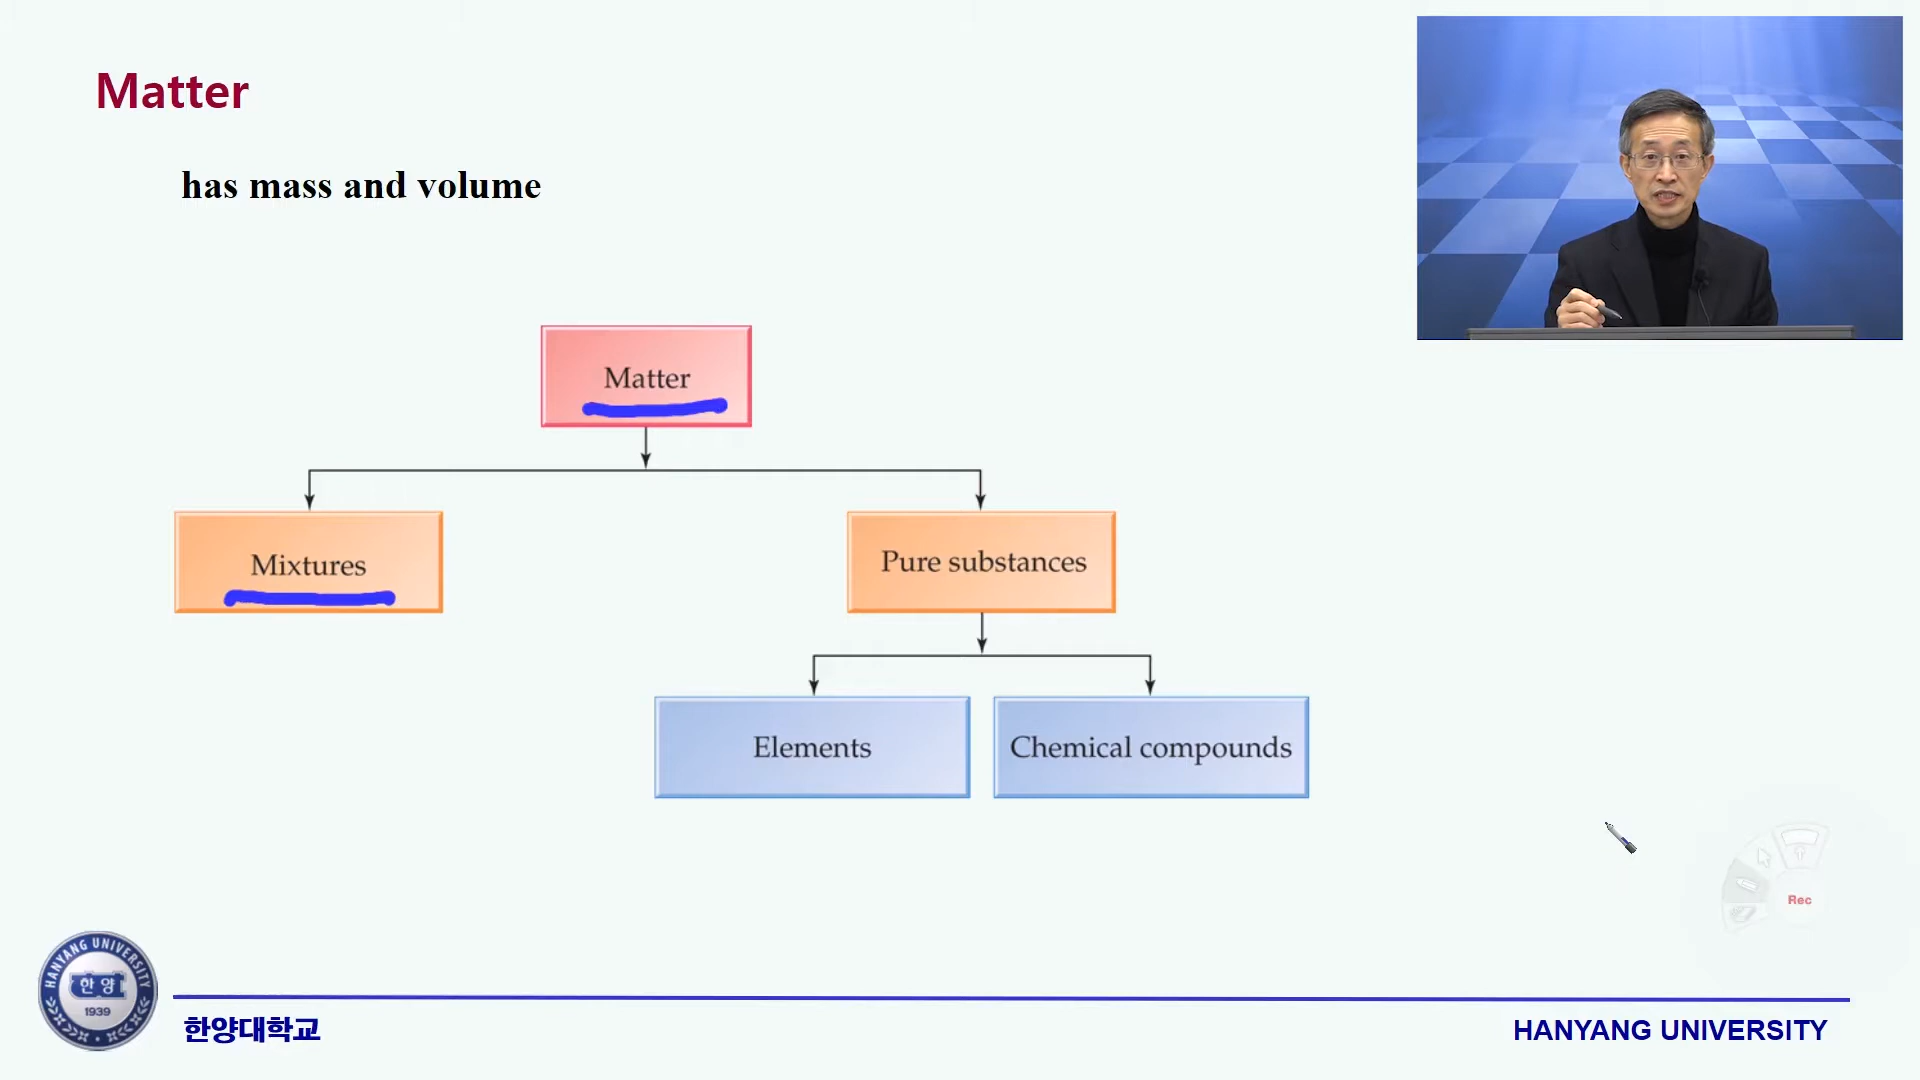 Matter
has mass and volume
Matter
Mixtures
Pure substances
Elements
Chemical compounds
Rec
HANYANG UNIVERSITY
한양
1939
한양대학교
HANYANG UNIVERSITY